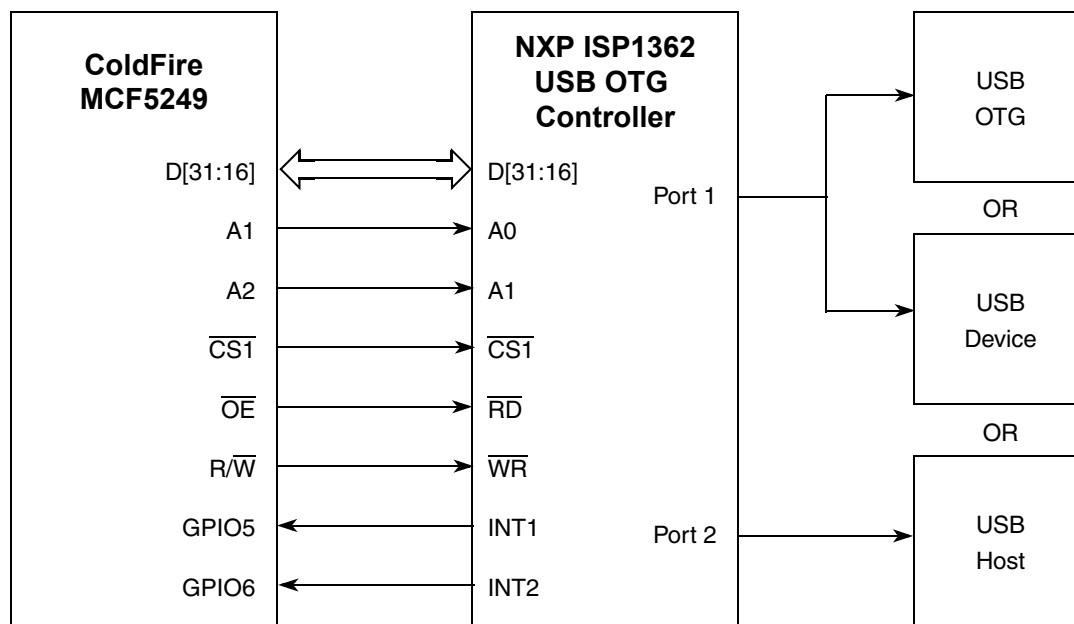 ColdFire
MCF5249
D[31:16]
A1
A2
CS1
OE
R/W
GPIO5
GPIO6
NXP ISP1362
USB OTG
Controller
D[31:16]
A0
A1
CS1
RD
WR
INT1
INT2
Port 1
Port 2
USB
OTG
OR
USB
Device
OR
USB
Host